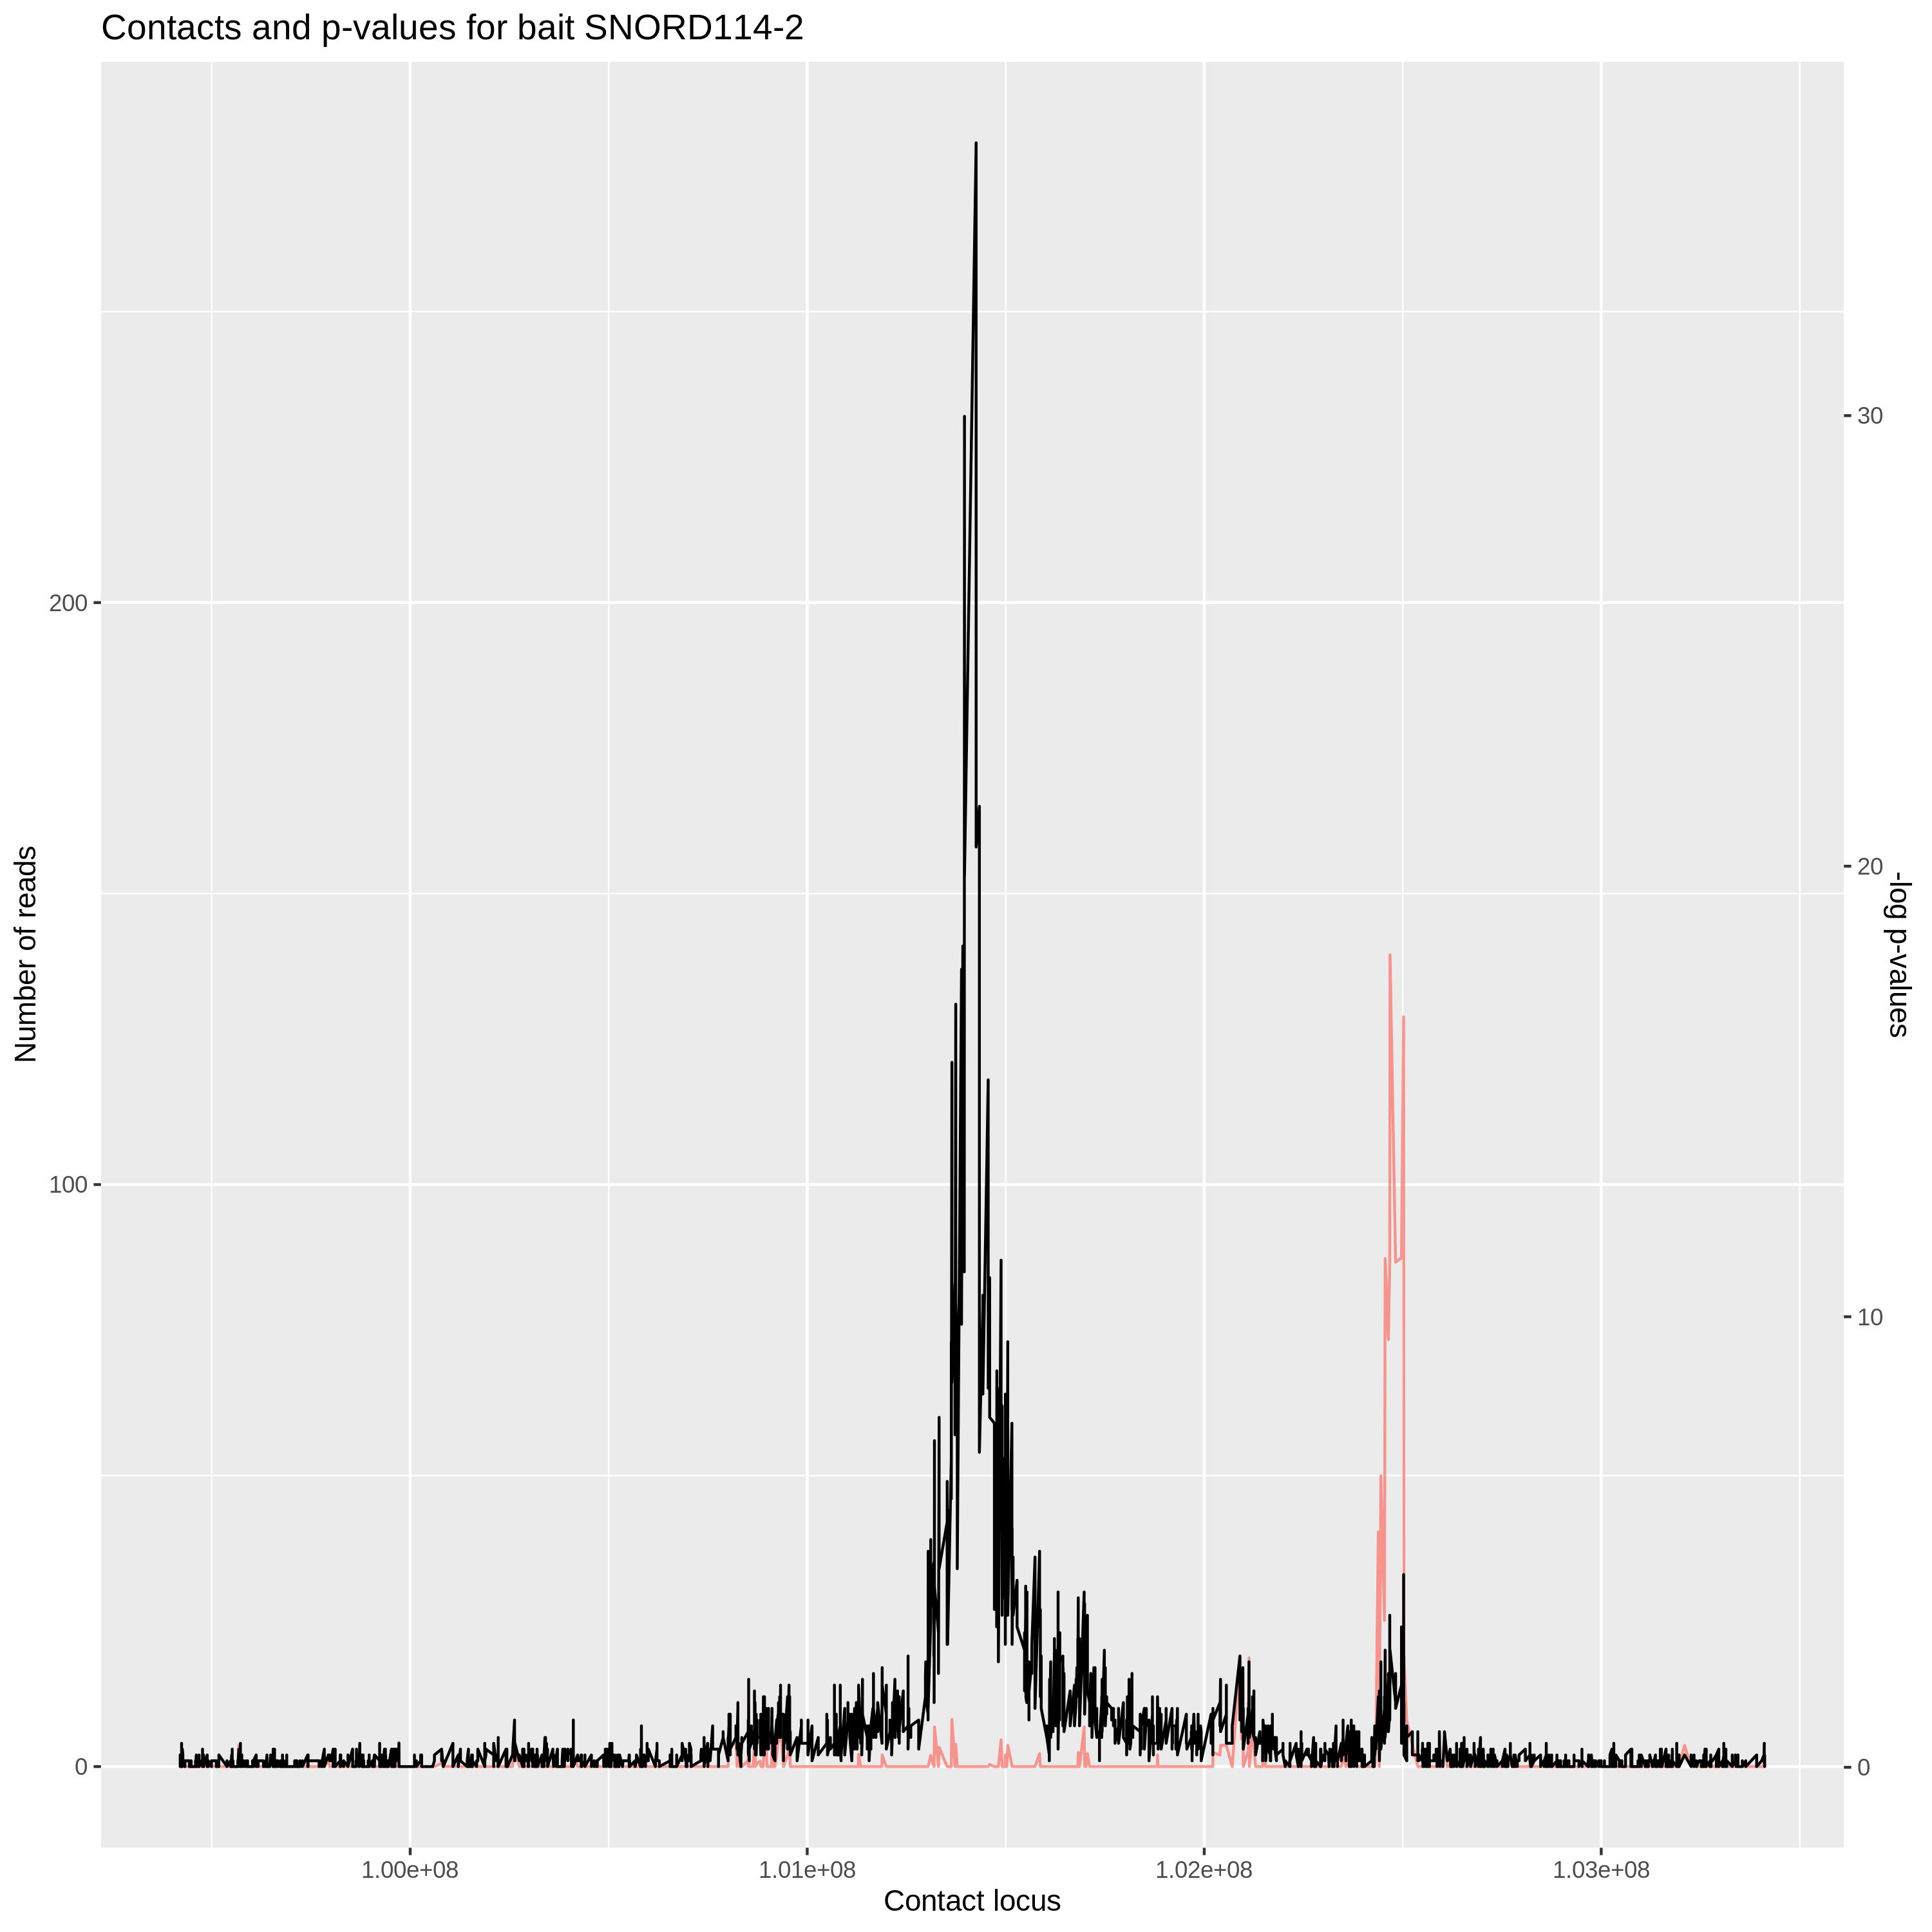 Contacts and p-values for bait SNORD114-2
Number of reads
200
100
0
30
20
10
0
-log p-values
1.00e+08 1.01e+08 1.02e+08 1.03e+08
Contact locus